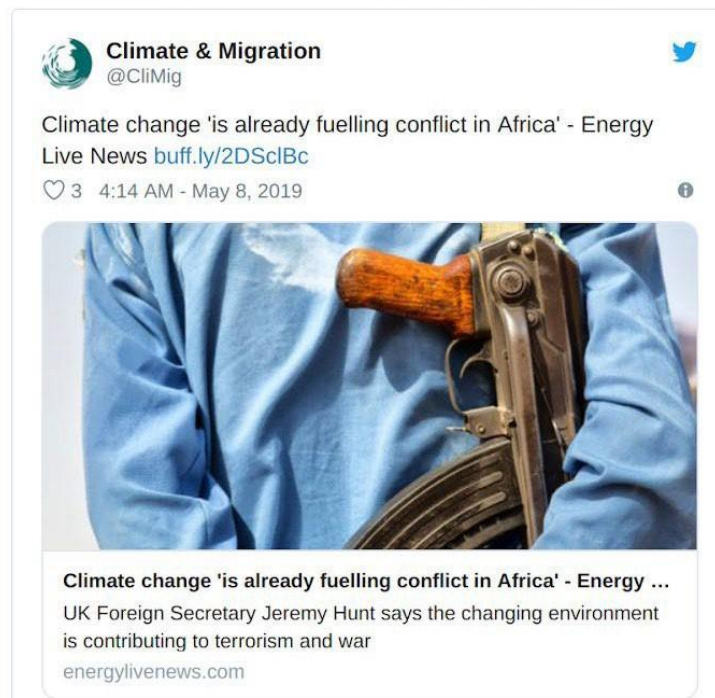 Climate & Migration
@CliMig
Climate change 'is already fuelling conflict in Africa' - Energy
Live News buff.ly/2DSclBc
3 4:14 AM - May 8, 2019
Climate change 'is already fuelling conflict in Africa' - Energy ...
UK Foreign Secretary Jeremy Hunt says the changing environment
is contributing to terrorism and war
energylivenews.com